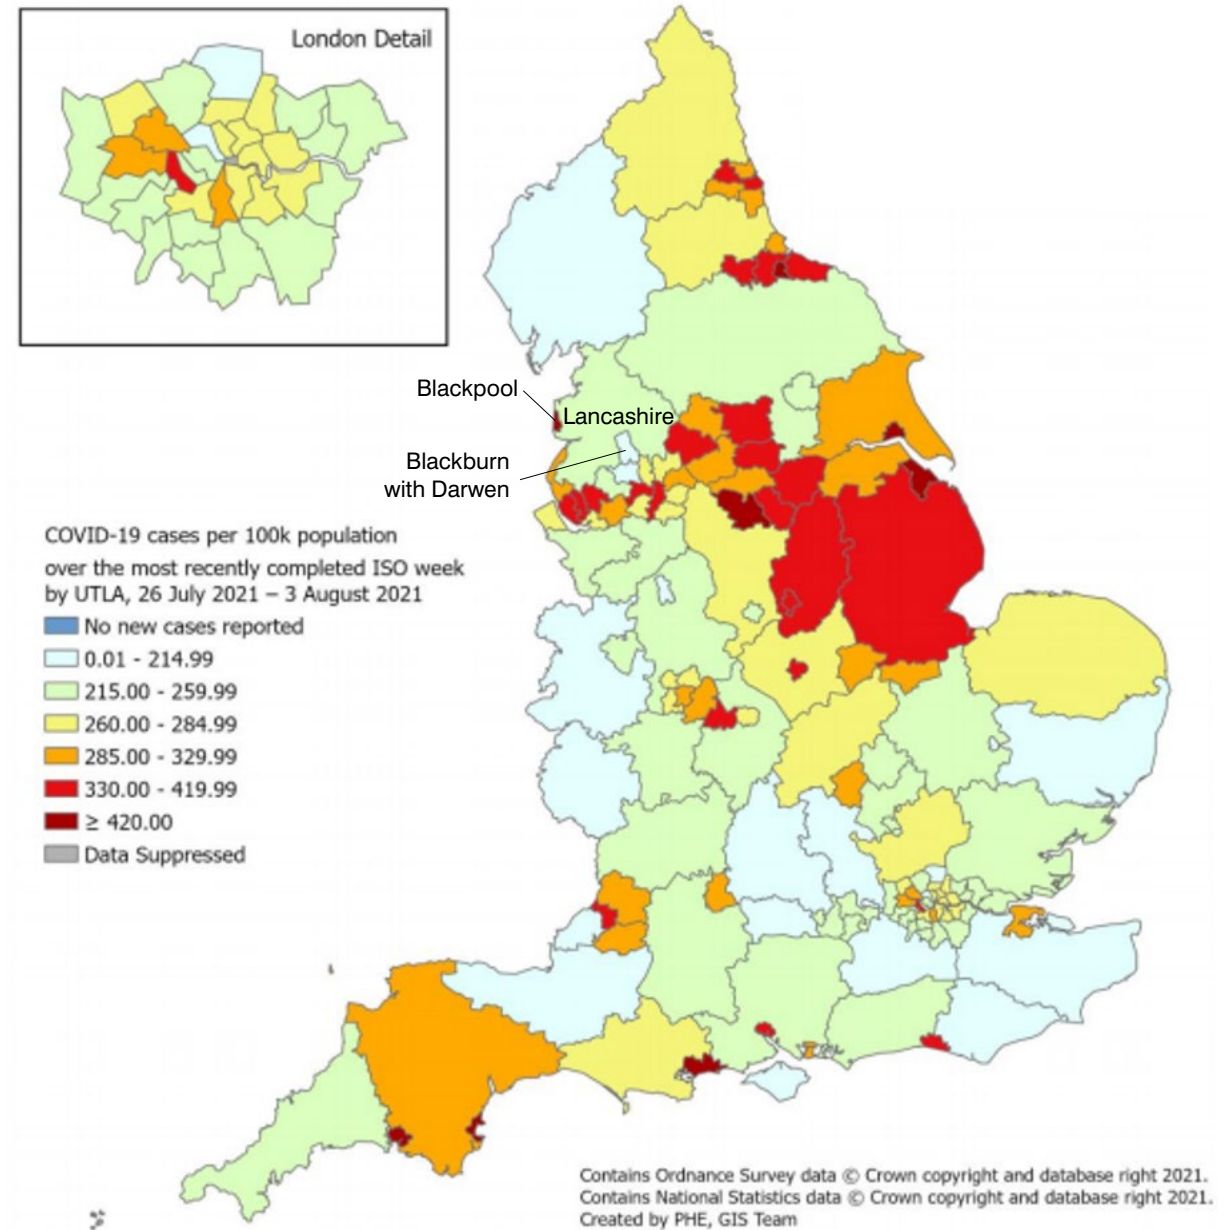 London Detail
Blackpool
Lancashire
Blackburn
with Darwen
COVID-19 cases per 100k population
over the most recently completed ISO week
by UTLA, 26 July 2021 – 3 August 2021
No new cases reported
0.01 - 214.99
215.00 - 259.99
260.00 - 284.99
285.00 - 329.99
330.00 - 419.99
≥ 420.00
Data Suppressed
Contains Ordnance Survey data © Crown copyright and database right 2021.
Contains National Statistics data © Crown copyright and database right 2021.
Created by PHE, GIS Team